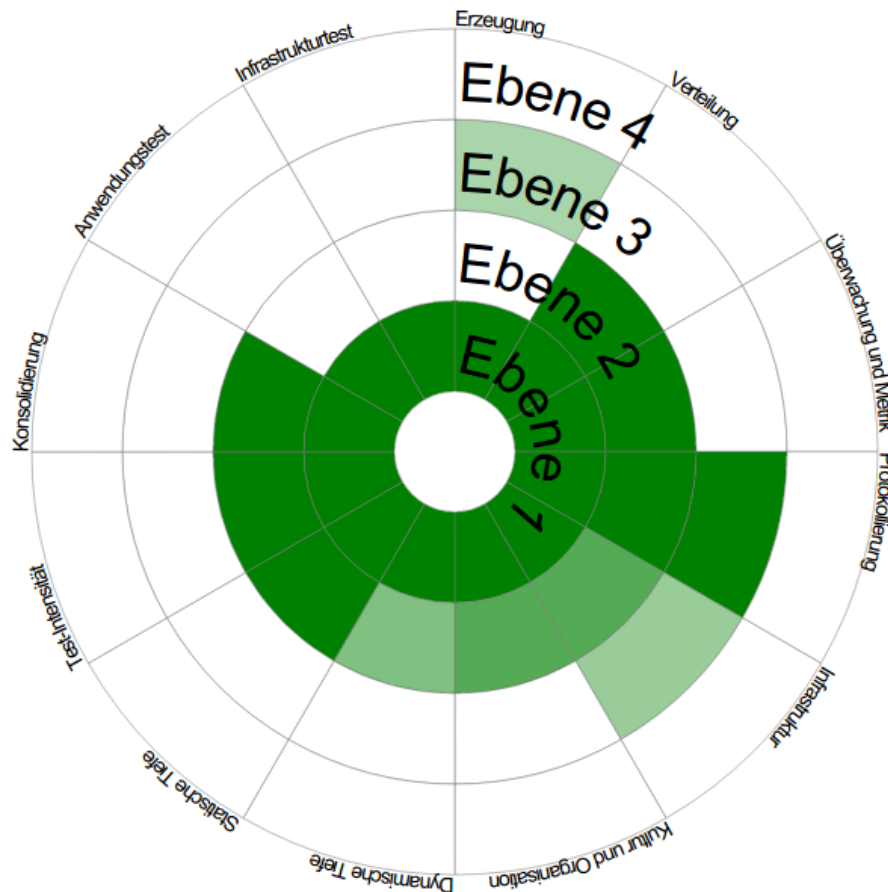 Erzeugung
Verteilung
Überwachung und Metrik
Protokollierung
Infrastruktur
Kultur und Organisation
Dynamische Tiefe
Statische Tiefe
Test-Intensität
Konsolidierung
Anwendungstest
Infrastrukturtest
Ebene 4
Ebene 3
Ebene 2
Ebene 1